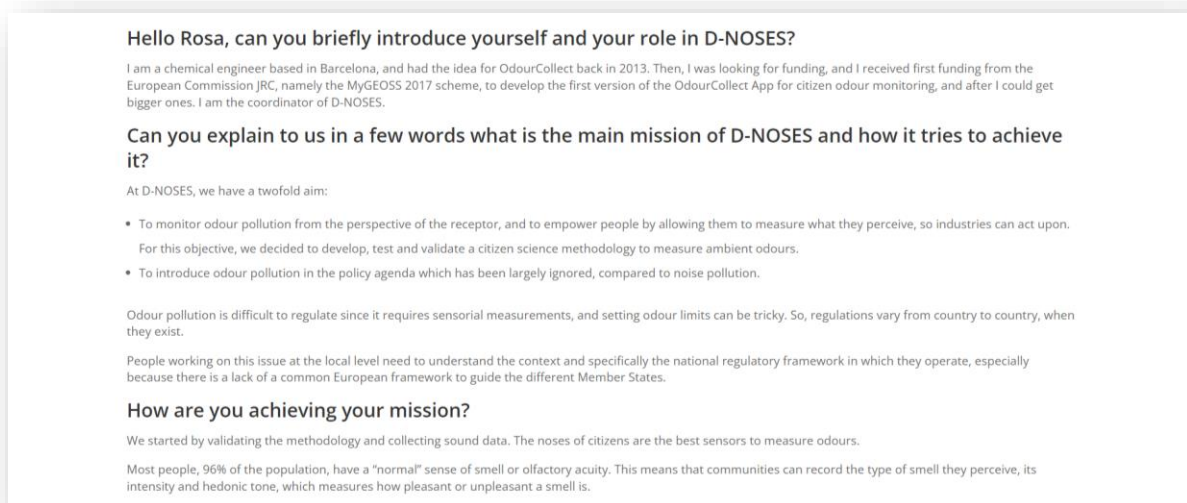 Hello Rosa, can you briefly introduce yourself and your role in D-NOSES?
I am a chemical engineer based in Barcelona, and had the idea for OdourCollect back in 2013. Then, I was looking for funding, and I received first funding from the
European Commission JRC, namely the MyGEOSS 2017 scheme, to develop the first version of the OdourCollect App for citizen odour monitoring, and after I could get
bigger ones. I am the coordinator of D-NOSES.
Can you explain to us in a few words what is the main mission of D-NOSES and how it tries to achieve
it?
At D-NOSES, we have a twofold aim:
• To monitor odour pollution from the perspective of the receptor, and to empower people by allowing them to measure what they perceive, so industries can act upon.
For this objective, we decided to develop, test and validate a citizen science methodology to measure ambient odours.
• To introduce odour pollution in the policy agenda which has been largely ignored, compared to noise pollution.
Odour pollution is difficult to regulate since it requires sensorial measurements, and setting odour limits can be tricky. So, regulations vary from country to country, when
they exist.
People working on this issue at the local level need to understand the context and specifically the national regulatory framework in which they operate, especially
because there is a lack of a common European framework to guide the different Member States.
How are you achieving your mission?
We started by validating the methodology and collecting sound data. The noses of citizens are the best sensors to measure odours.
Most people, 96% of the population, have a "normal" sense of smell or olfactory acuity. This means that communities can record the type of smell they perceive, its
intensity and hedonic tone, which measures how pleasant or unpleasant a smell is.